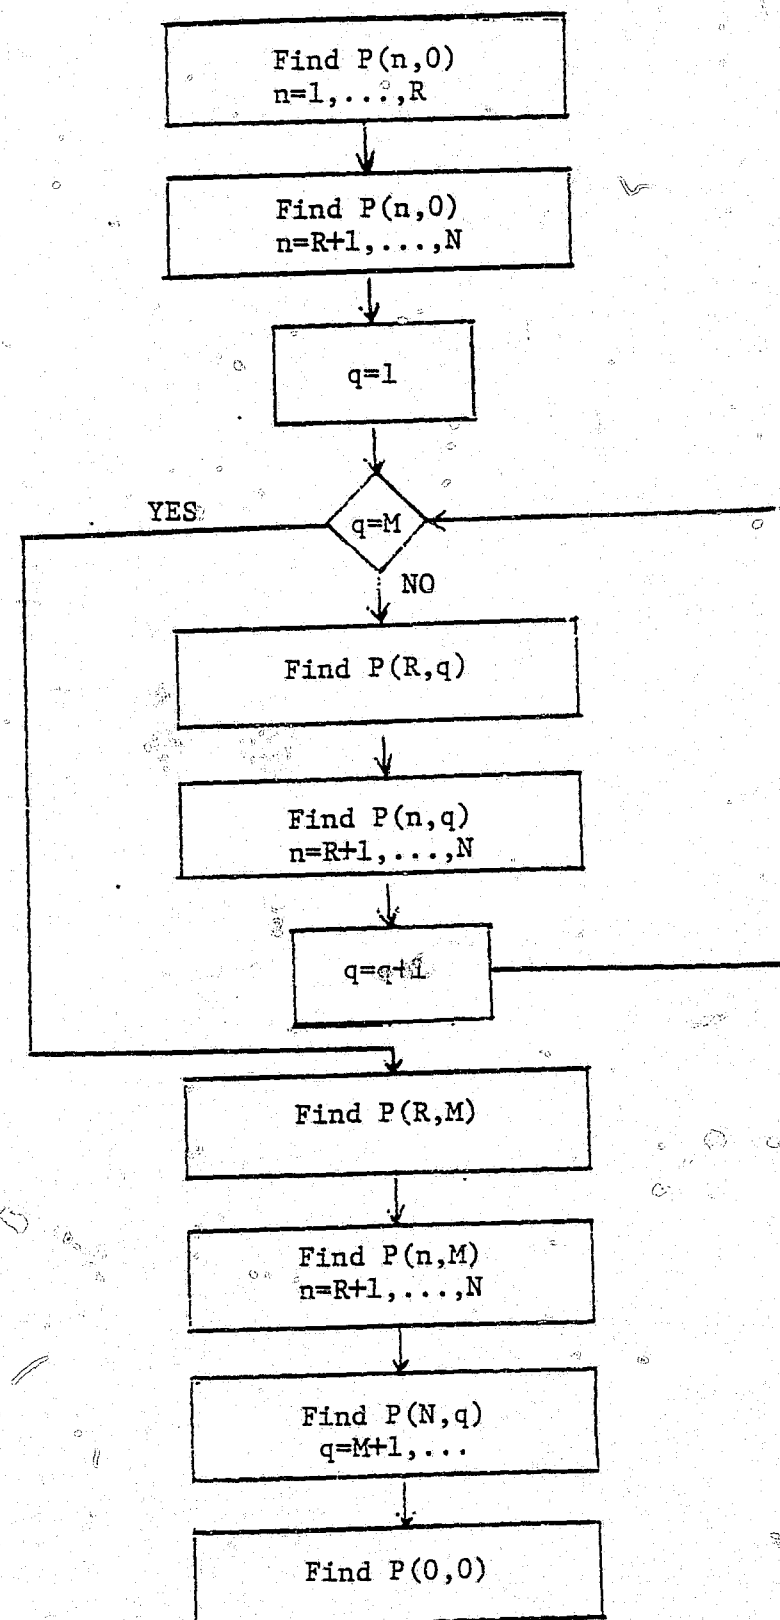 Find P(n,0)
n=1,...,R
Find P(n,0)
n=R+1,...,N
q=1
YES
q=M
NO
Find P(R,q)
Find P(n,q)
n=R+1,...,N
q=q+1
Find P(R,M)
Find P(n,M)
n=R+1,...,N
Find P(N,q)
q=M+1,...
Find P(0,0)